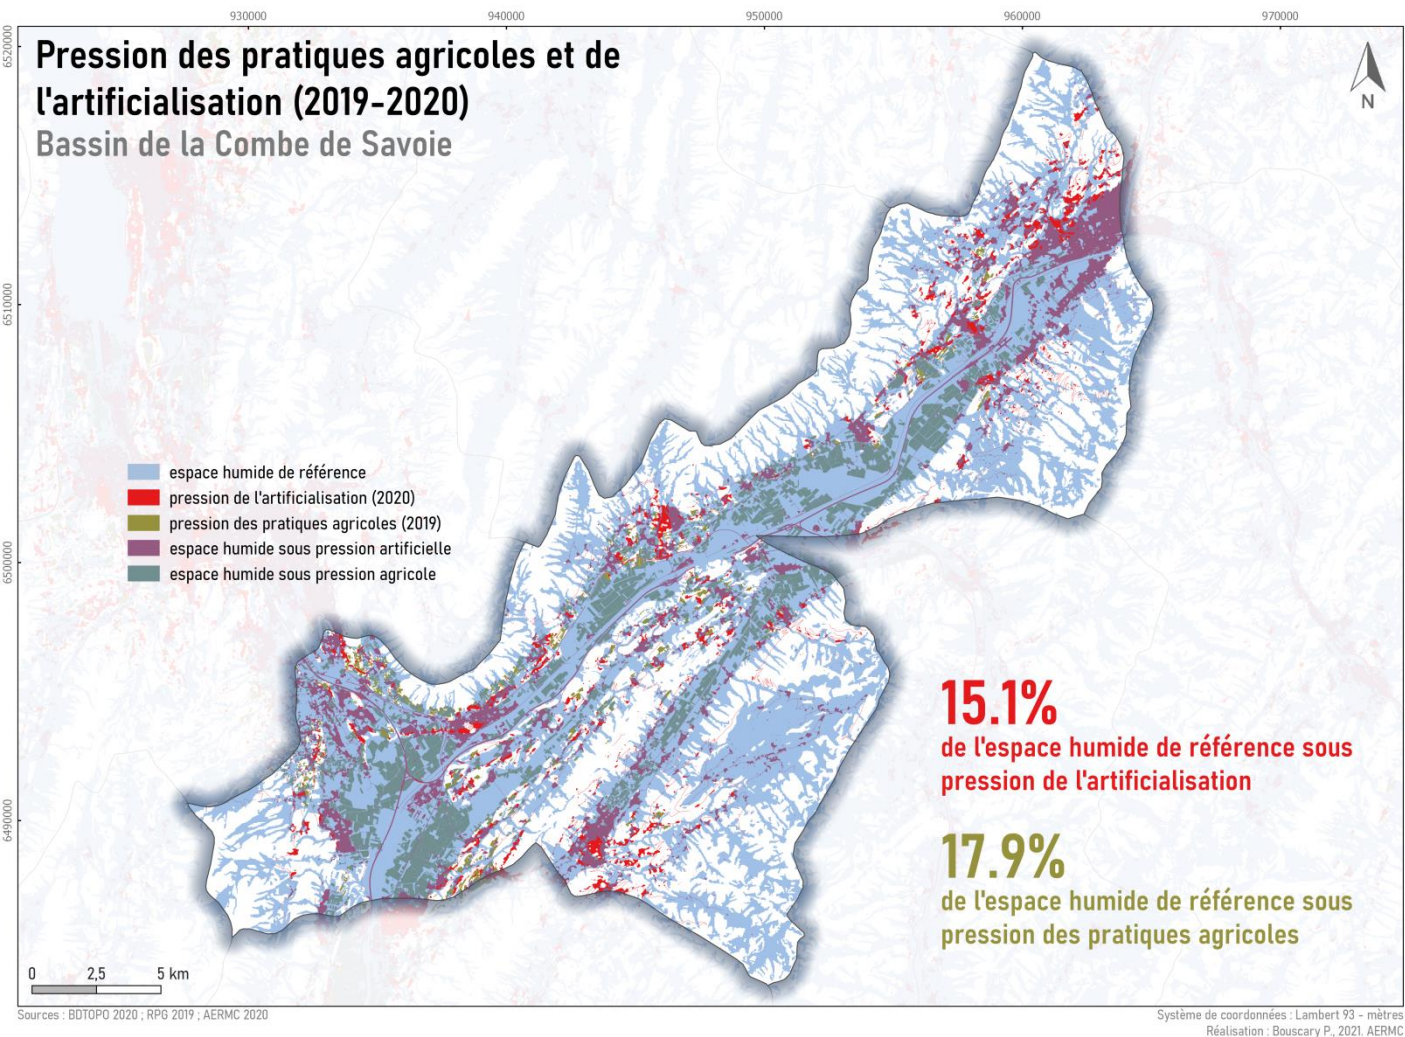 930000
940000
950000
960000
970000
6520000
6510000
6500000
6490000
Pression des pratiques agricoles et de
l'artificialisation (2019-2020)
Bassin de la Combe de Savoie
N
espace humide de référence
pression de l'artificialisation (2020)
pression des pratiques agricoles (2019)
espace humide sous pression artificielle
espace humide sous pression agricole
15.1%
de l'espace humide de référence sous
pression de l'artificialisation
17.9%
de l'espace humide de référence sous
pression des pratiques agricoles
0 2,5 5 km
Sources : BDTOPO 2020 ; RPG 2019 ; AERMC 2020
Système de coordonnées : Lambert 93 - mètres
Réalisation : Bouscary P., 2021. AERMC